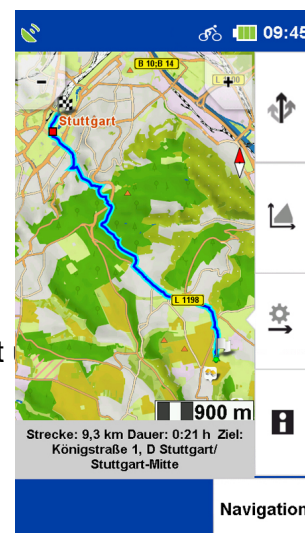 09:45
-
+
B 10;B 14
Stuttgart
L 1198
900 m
t
Strecke: 9,3 km Dauer: 0:21 h Ziel:
Königstraße 1, D Stuttgart/
Stuttgart-Mitte
Navigation